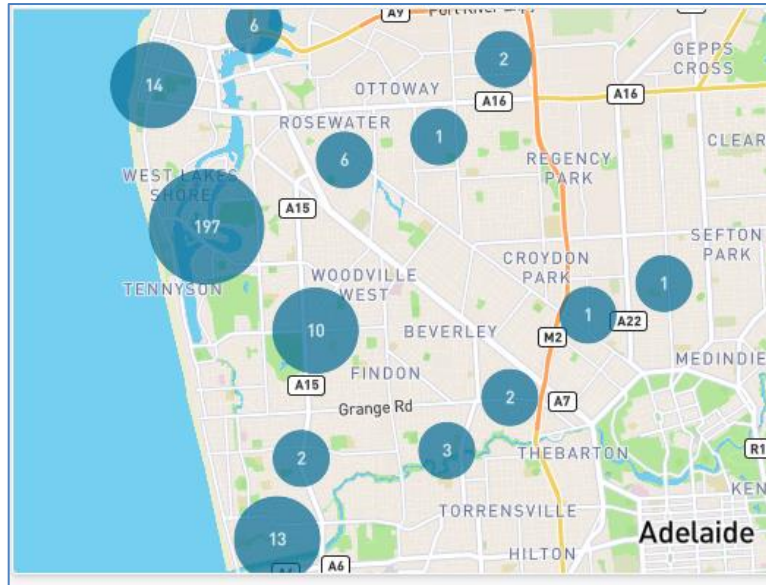 6
A9
Port River Expy
2
GEPPS
CROSS
14
OTTOWAY
A16
A16
ROSEWATER
1
CLEAR
6
REGENCY
PARK
WEST LAKES
SHORE
A15
197
SEFTON
PARK
CROYDON
PARK
WOODVILLE
WEST
1
TENNYSON
1
A22
10
BEVERLEY
M2
MEDINDIE
FINDON
A15
2
A7
Grange Rd
2
3
THEBARTON
R1
KEN
TORRENSVILLE
13
Adelaide
HILTON
A6